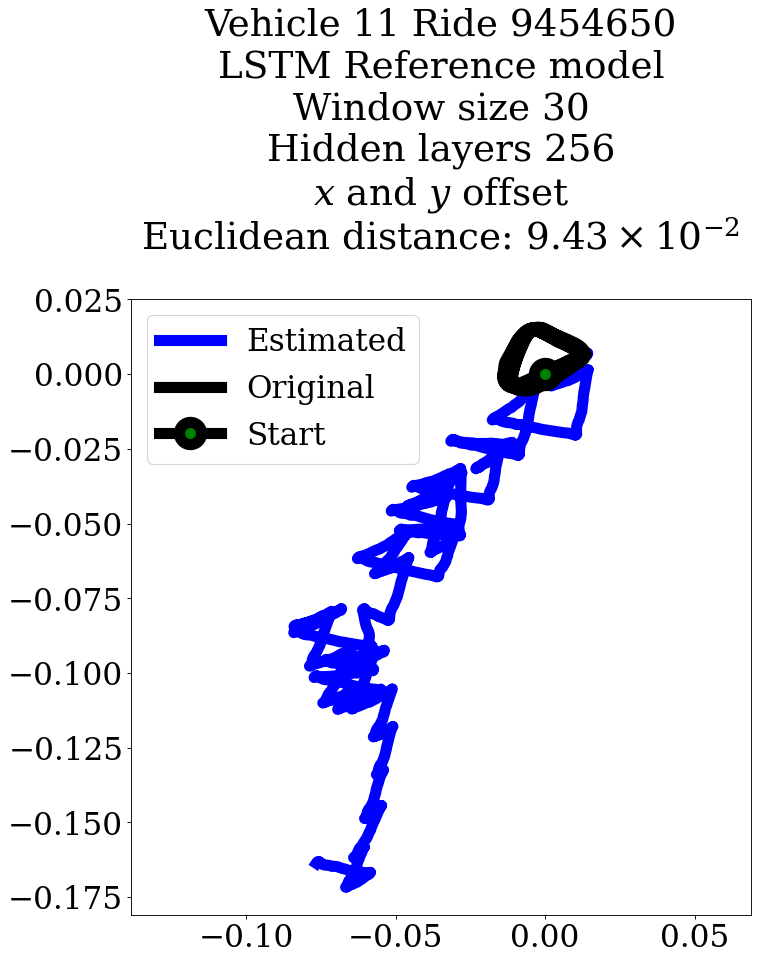 Vehicle 11 Ride 9454650
LSTM Reference model
Window size 30
Hidden layers 256
x and y offset
Euclidean distance: 9.43 × 10⁻²
Estimated
Original
Start
0.025
0.000
−0.025
−0.050
−0.075
−0.100
−0.125
−0.150
−0.175
−0.10 −0.05 0.00 0.05